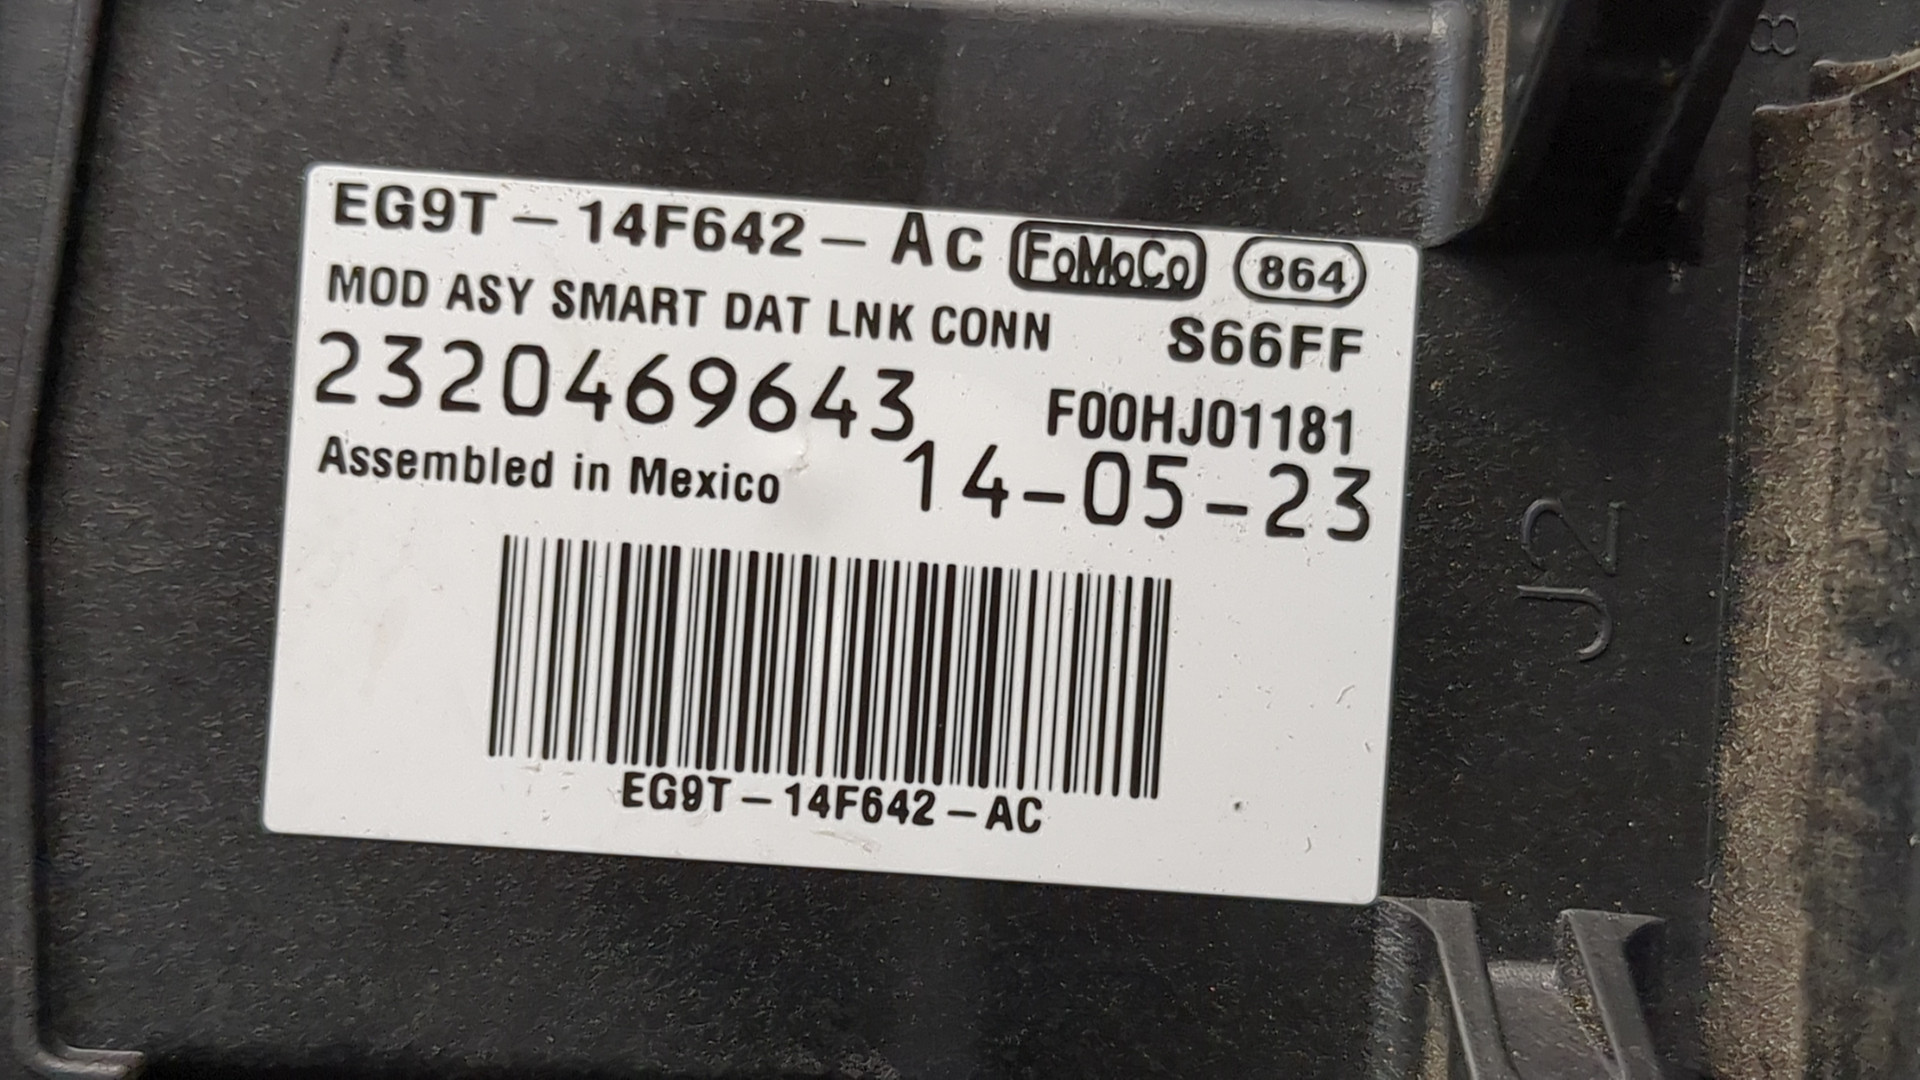 EG9T – 14F642 – AC FoMoCo 864
MOD ASY SMART DAT LNK CONN S66FF
2320469643 F00HJ01181
Assembled in Mexico 14-05-23
EG9T – 14F642 – AC
J2
8